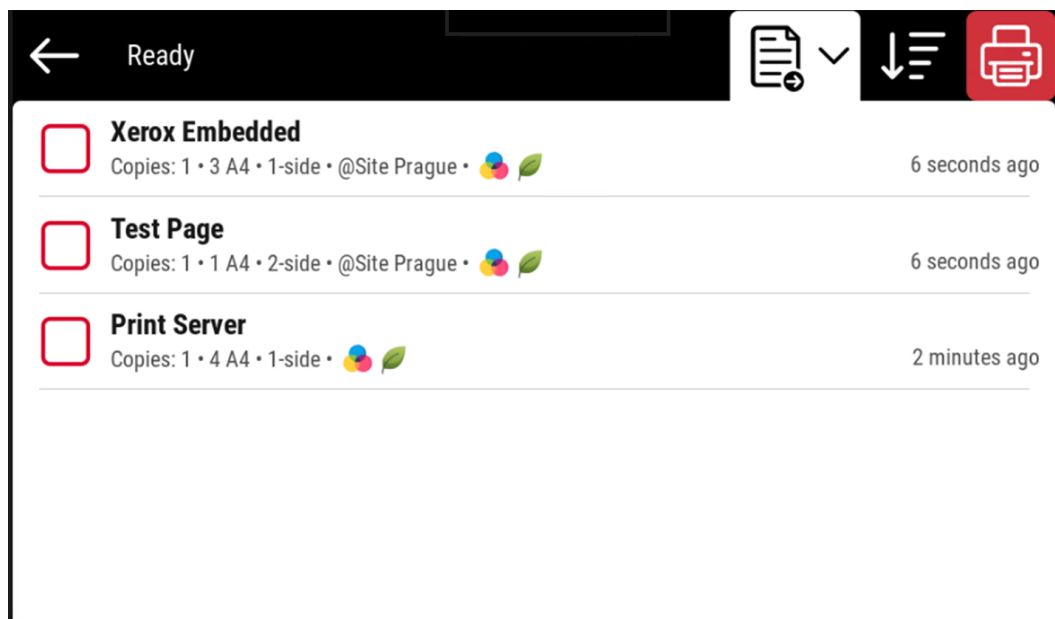 Ready
Xerox Embedded
Copies: 1 • 3 A4 • 1-side • @Site Prague •
6 seconds ago
Test Page
Copies: 1 • 1 A4 • 2-side • @Site Prague •
6 seconds ago
Print Server
Copies: 1 • 4 A4 • 1-side •
2 minutes ago